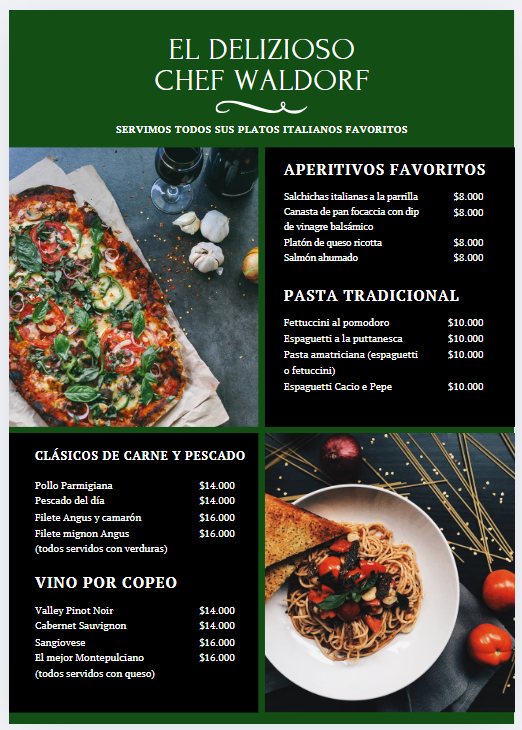 EL DELIZIOSO
CHEF WALDORF
SERVIMOS TODOS SUS PLATOS ITALIANOS FAVORITOS
APERITIVOS FAVORITOS
Salchichas italianas a la parrilla $8.000
Canasta de pan focaccia con dip $8.000
de vinagre balsámico
Platón de queso ricotta $8.000
Salmón ahumado $8.000
PASTA TRADICIONAL
Fettuccini al pomodoro $10.000
Espaguetti a la puttanesca $10.000
Pasta amatriciana (espaguetti $10.000
o fetuccini)
Espaguetti Cacio e Pepe $10.000
CLÁSICOS DE CARNE Y PESCADO
Pollo Parmigiana $14.000
Pescado del día $14.000
Filete Angus y camarón $16.000
Filete mignon Angus $16.000
(todos servidos con verduras)
VINO POR COPEO
Valley Pinot Noir $14.000
Cabernet Sauvignon $14.000
Sangiovese $16.000
El mejor Montepulciano $16.000
(todos servidos con queso)